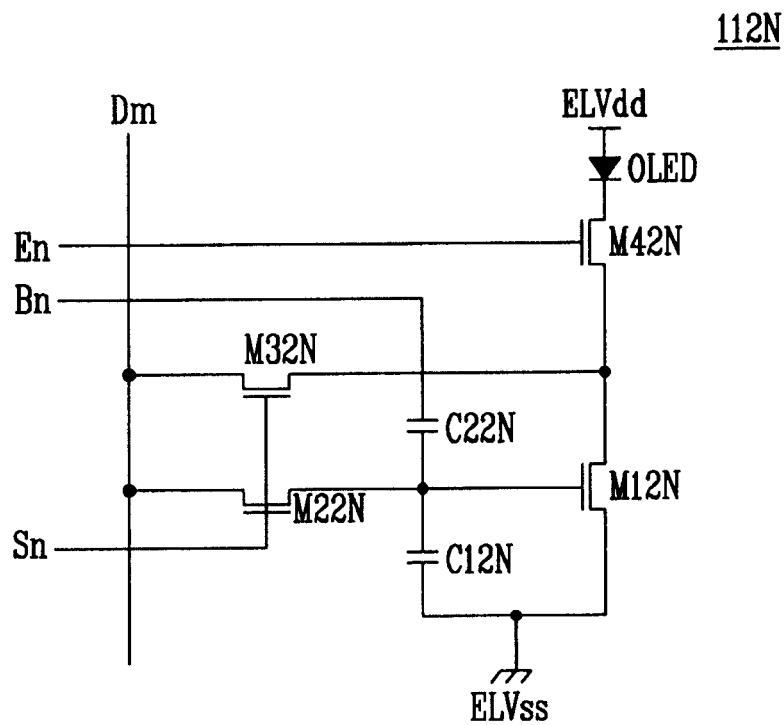 112N
Dm
ELVdd
OLED
En
M42N
Bn
M32N
C22N
M12N
M22N
Sn
C12N
ELVss